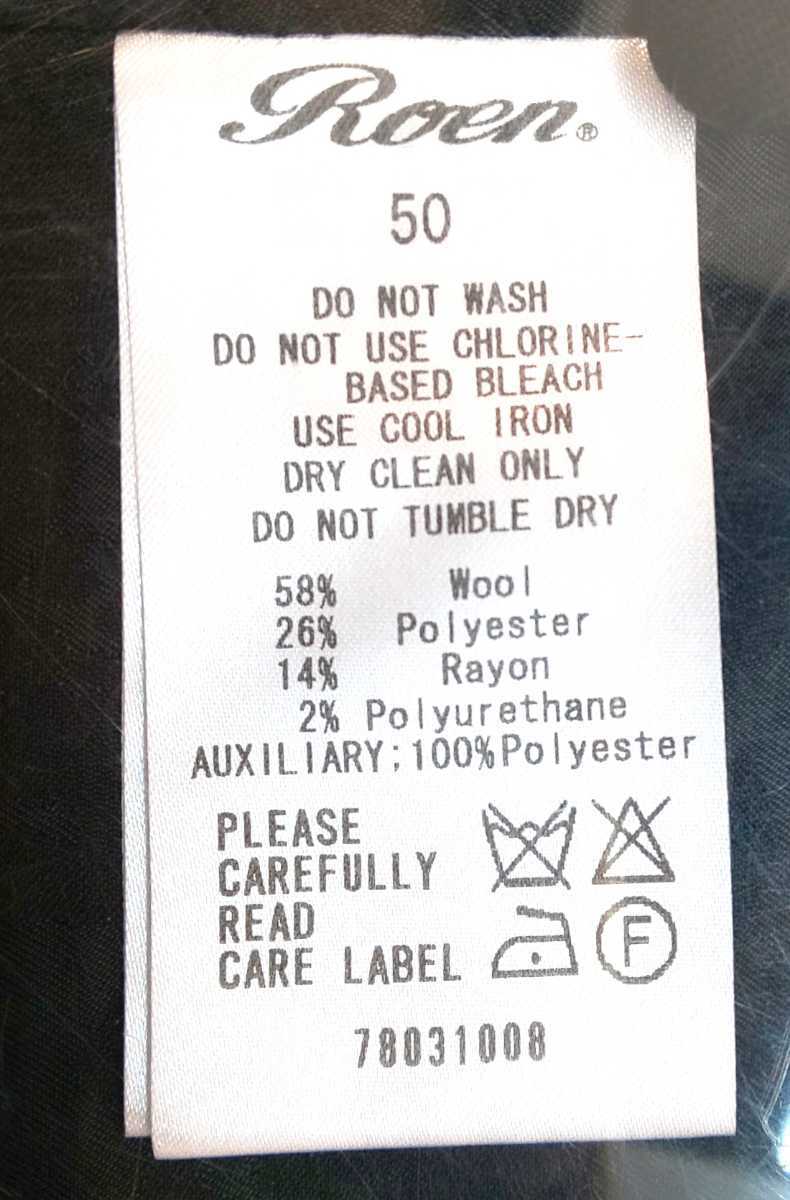 Roen®
50
DO NOT WASH
DO NOT USE CHLORINE-
BASED BLEACH
USE COOL IRON
DRY CLEAN ONLY
DO NOT TUMBLE DRY
58% Wool
26% Polyester
14% Rayon
2% Polyurethane
AUXILIARY;100%Polyester
PLEASE
CAREFULLY
READ
CARE LABEL
F
78031008